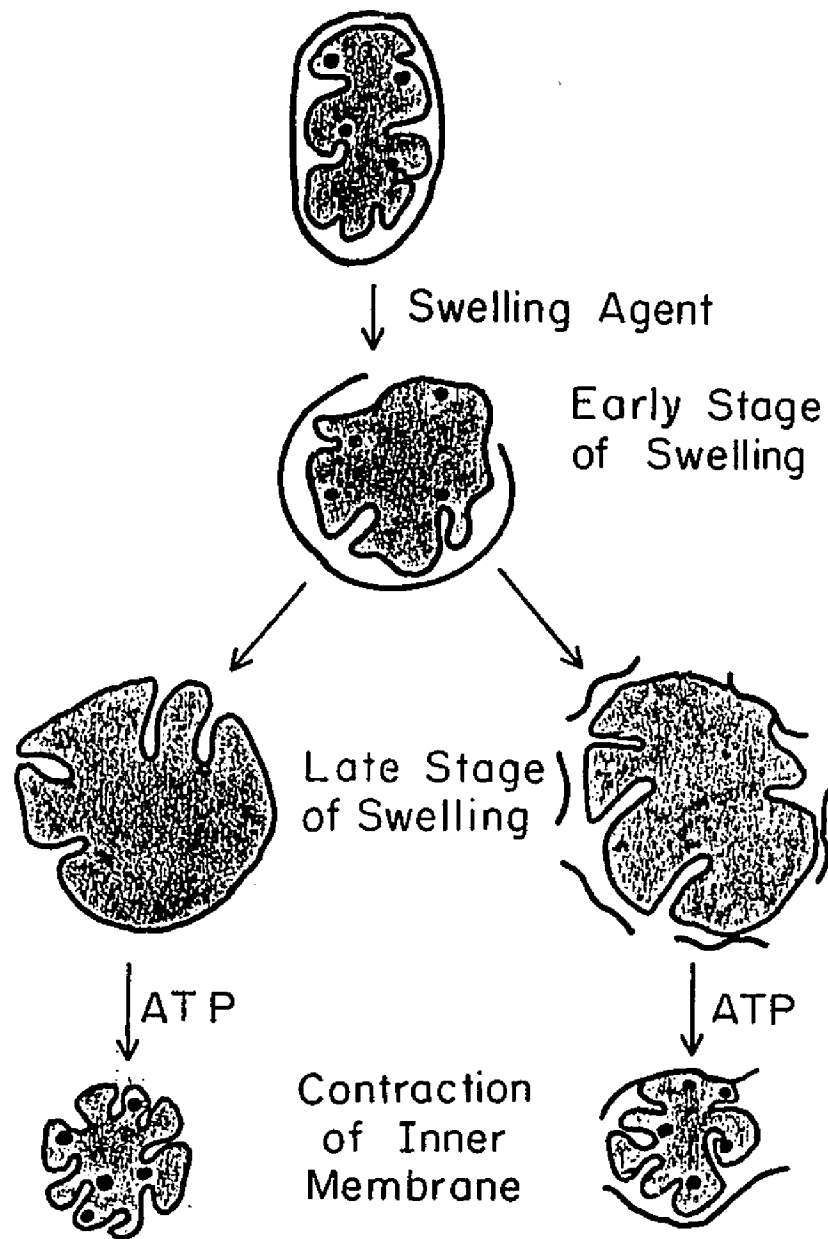 Swelling Agent
Early Stage
of Swelling
Late Stage
of Swelling
ATP
ATP
Contraction
of Inner
Membrane